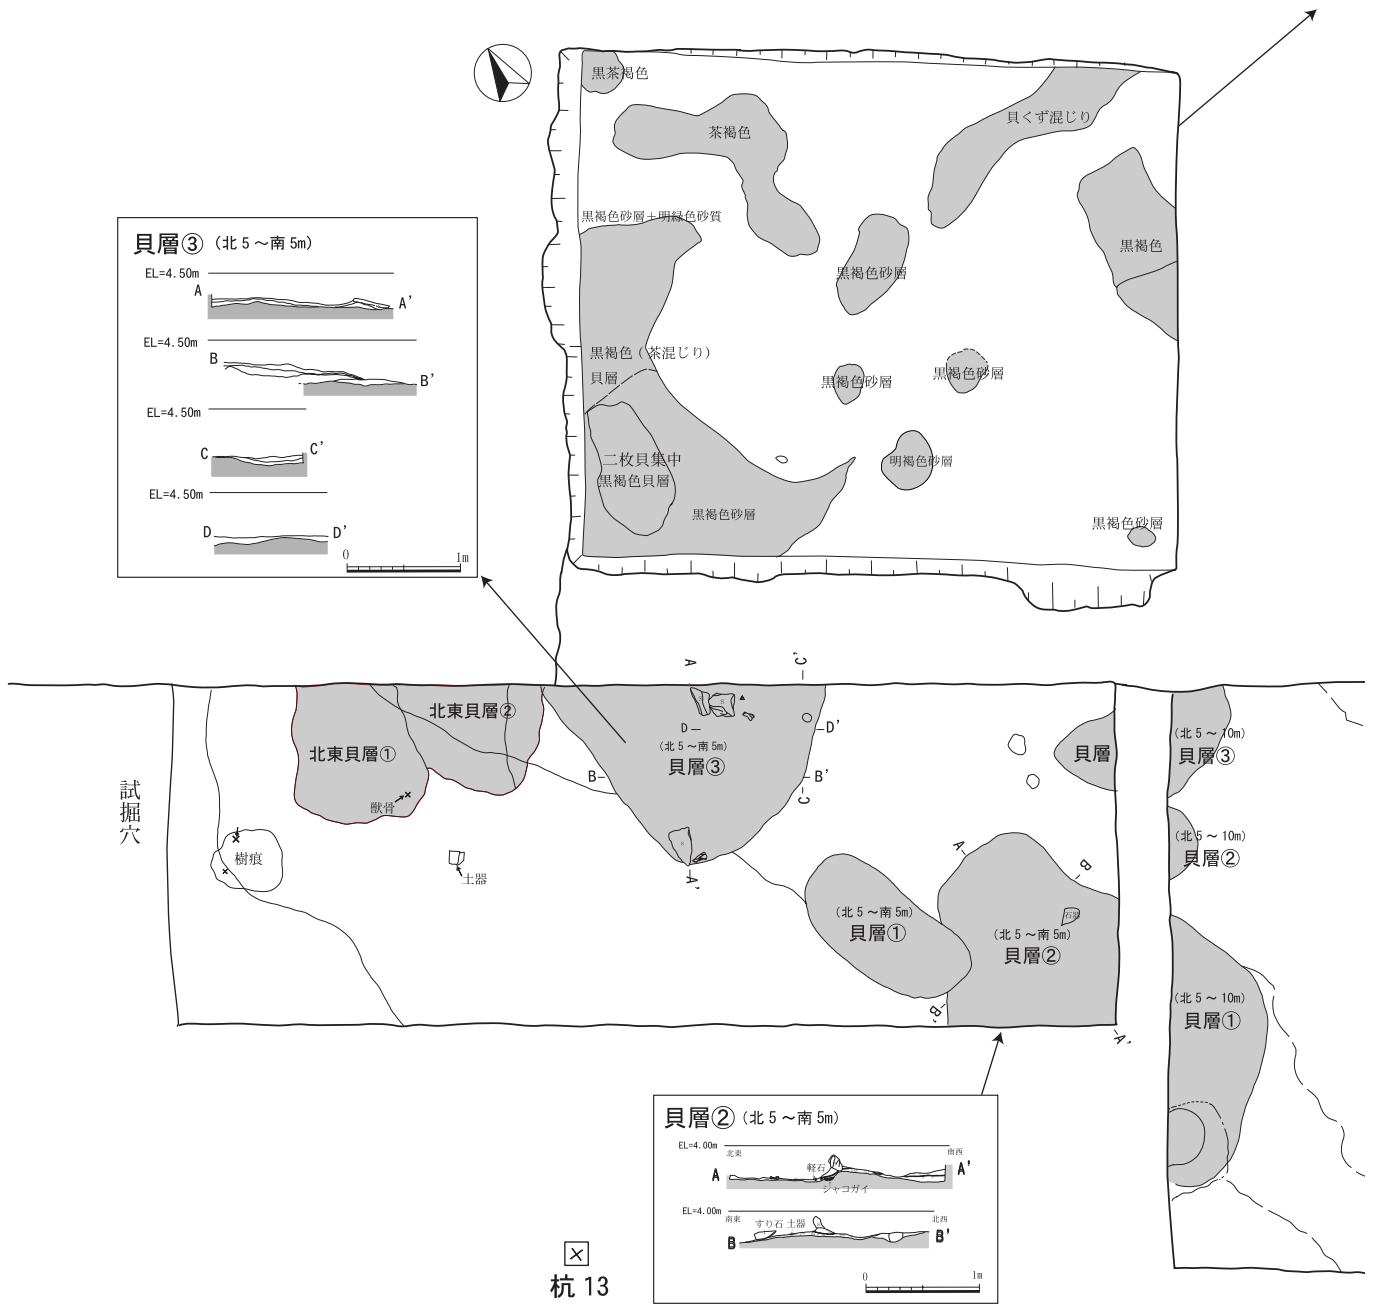 黒茶褐色
茶褐色
貝くず混じり
黒褐色砂層＋明緑色砂質
黒褐色
黒褐色砂層
黒褐色（茶混じり）
貝層
黒褐色砂層
黒褐色砂層
二枚貝集中
黒褐色貝層
明褐色砂層
黒褐色砂層
黒褐色砂層
貝層③（北５～南5m）
EL=4.50m
A
A'
EL=4.50m
B
B'
EL=4.50m
C
C'
EL=4.50m
D
D'
0
1m
試掘穴
北東貝層①
北東貝層②
獣骨
樹痕
土器
A
C'
D
D'
（北５～南5m）
貝層③
B
B'
C
A'
貝層
（北５～南5m）
貝層①
A
B
石器
（北５～南5m）
貝層②
B'
A'
（北５～10m）
貝層③
（北５～10m）
貝層②
（北５～10m）
貝層①
貝層②（北５～南5m）
EL=4.00m
北東
南西
A
軽石
シャコガイ
A'
EL=4.00m
南東
北西
すり石 土器
B
B'
0
1m
杭13